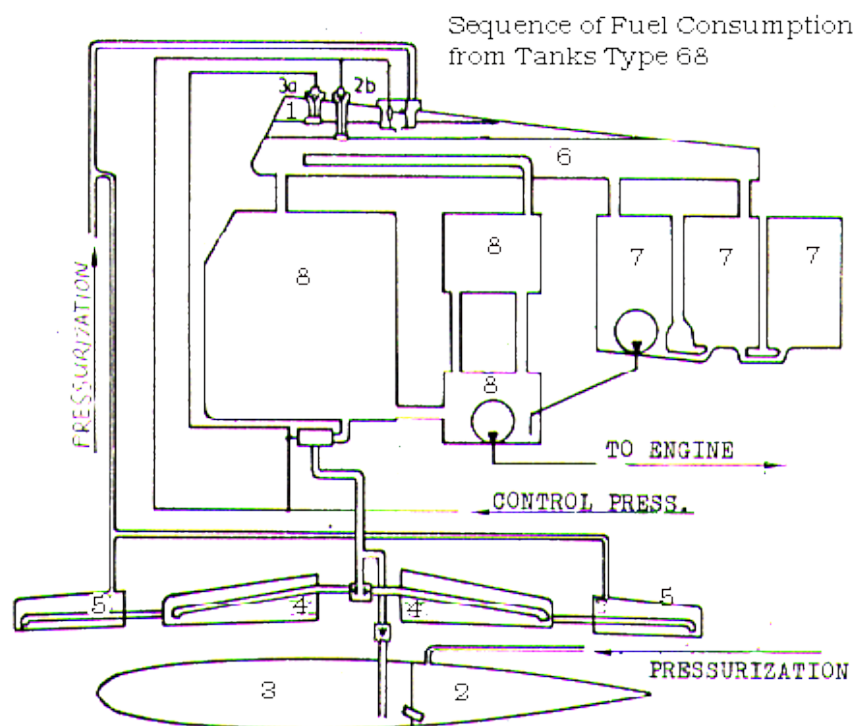 Sequence of Fuel Consumption
from Tanks Type 68
3a
2b
1
6
8
8
7
7
7
PRESSURIZATION
8
TO ENGINE
CONTROL PRESS.
5
4
4
5
PRESSURIZATION
3
2